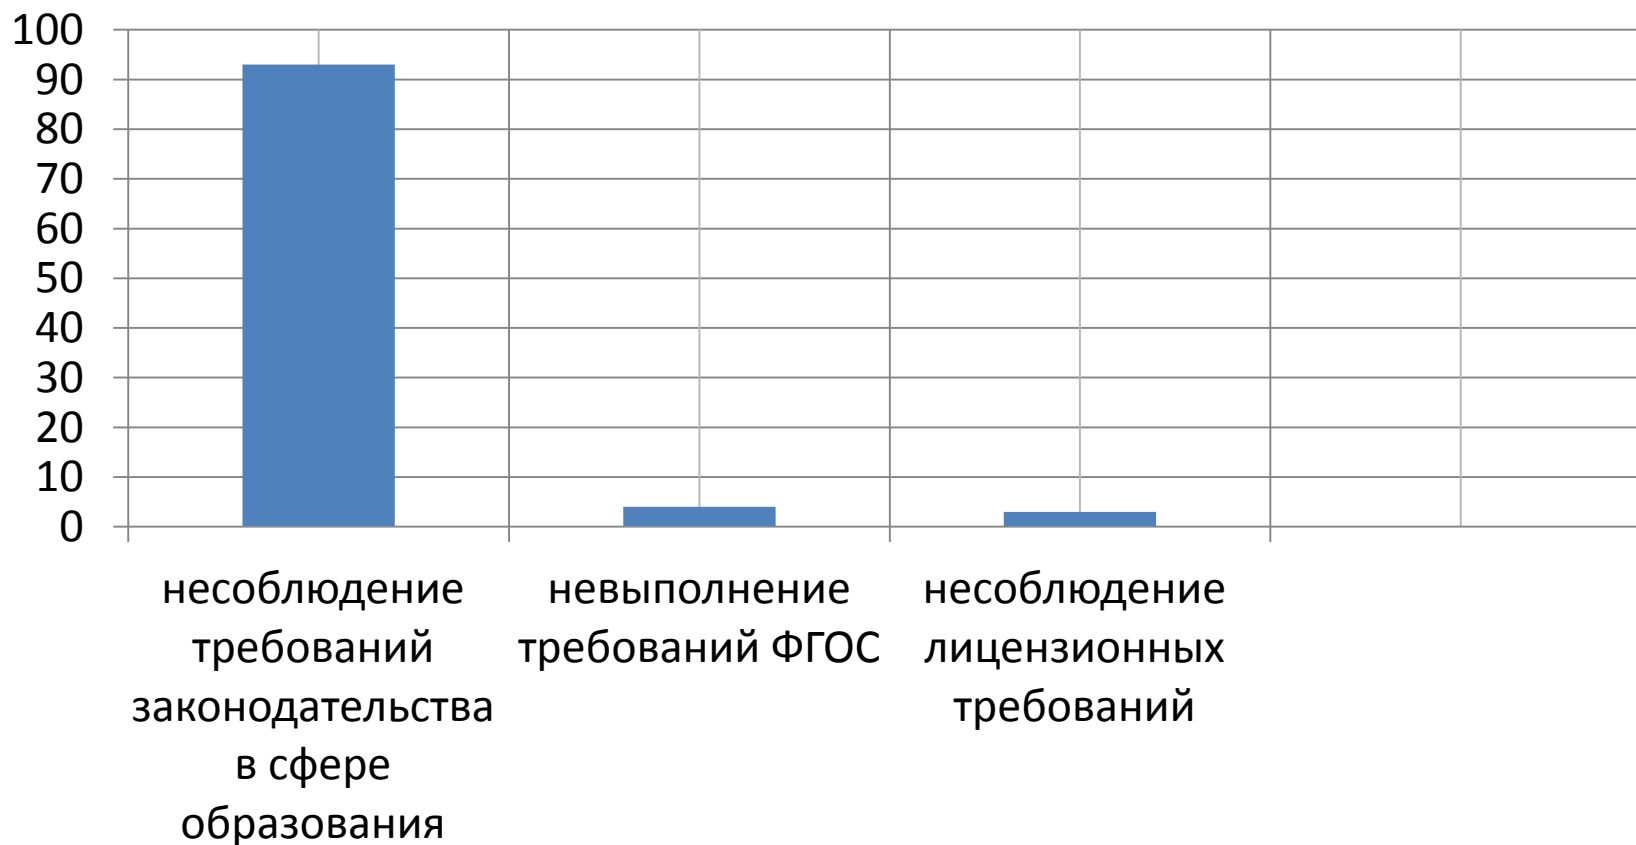 100
90
80
70
60
50
40
30
20
10
0
несоблюдение
требований
законодательства
в сфере
образования
невыполнение
требований ФГОС
несоблюдение
лицензионных
требований